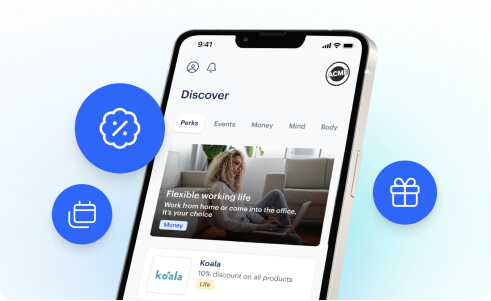 9:41
ACME
Discover
Perks Events Money Mind Body
Flexible working life
Work from home or come into the office.
It's your choice
Money
koala
Koala
10% discount on all products
Life